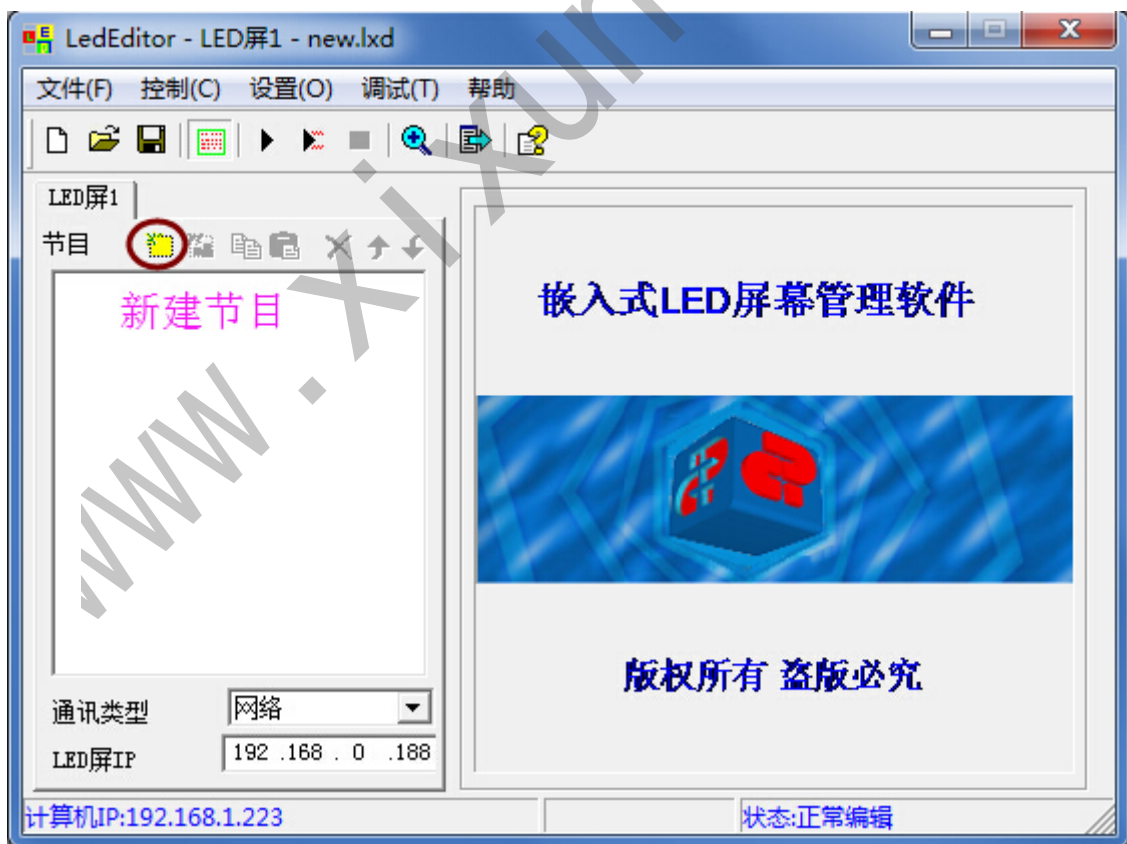 LedEditor - LED屏1 - new.lxd
文件(F) 控制(C) 设置(O) 调试(T) 帮助
LED屏1
节目
新建节目
通讯类型 网络
LED屏IP 192 .168 . 0 .188
嵌入式LED屏幕管理软件
版权所有 盗版必究
计算机IP:192.168.1.223 状态:正常编辑
www.xixun